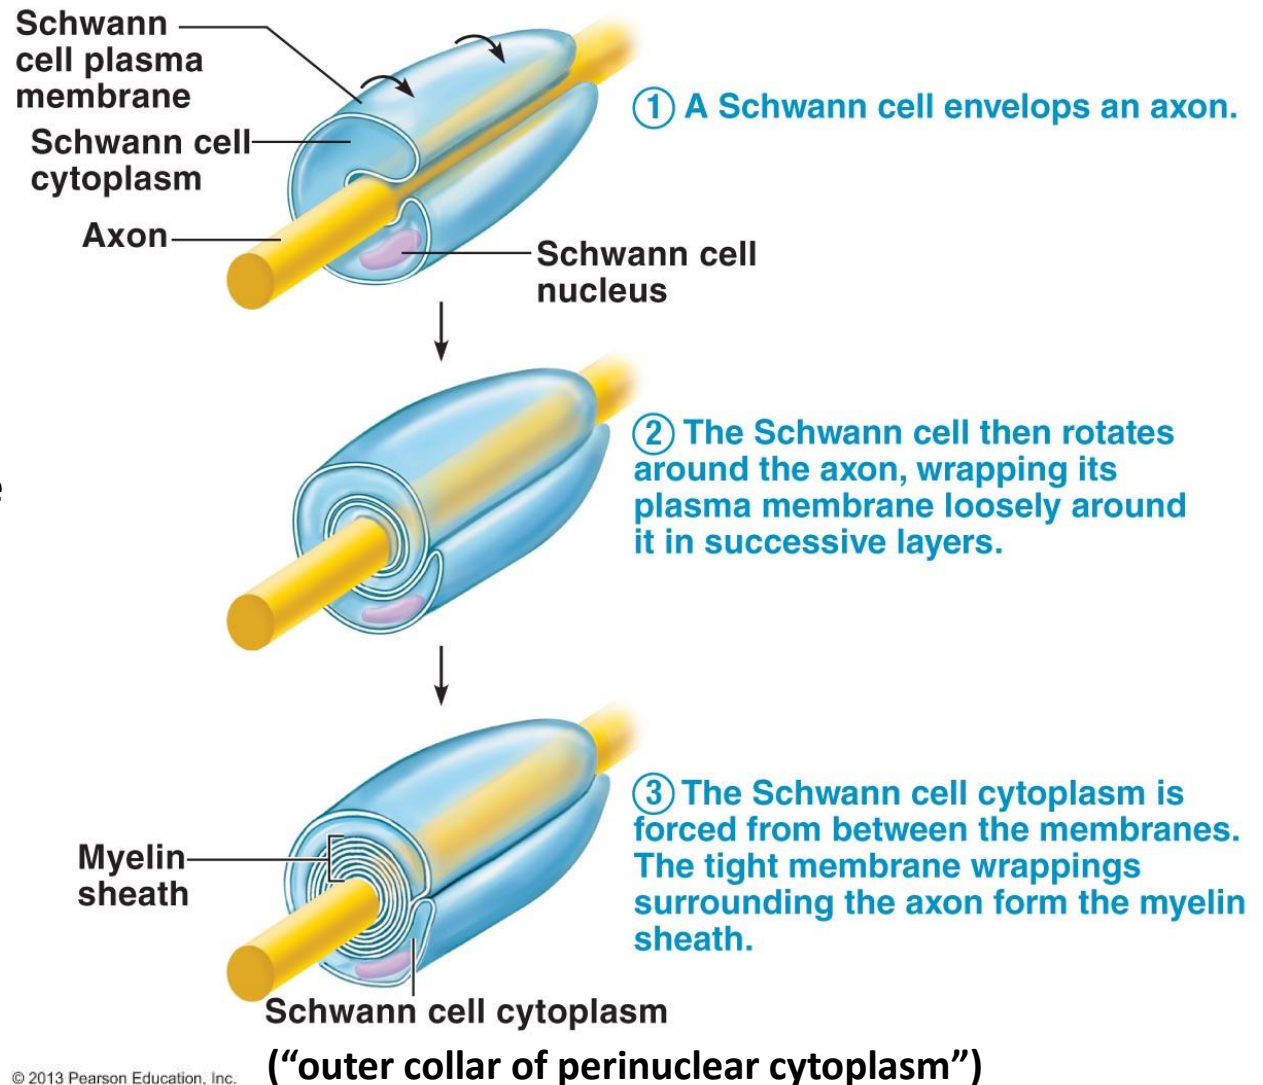 Schwann
cell plasma
membrane
Schwann cell
cytoplasm
Axon
Schwann cell
nucleus
① A Schwann cell envelops an axon.
② The Schwann cell then rotates
around the axon, wrapping its
plasma membrane loosely around
it in successive layers.
Myelin
sheath
③ The Schwann cell cytoplasm is
forced from between the membranes.
The tight membrane wrappings
surrounding the axon form the myelin
sheath.
Schwann cell cytoplasm
(“outer collar of perinuclear cytoplasm”)
© 2013 Pearson Education, Inc.